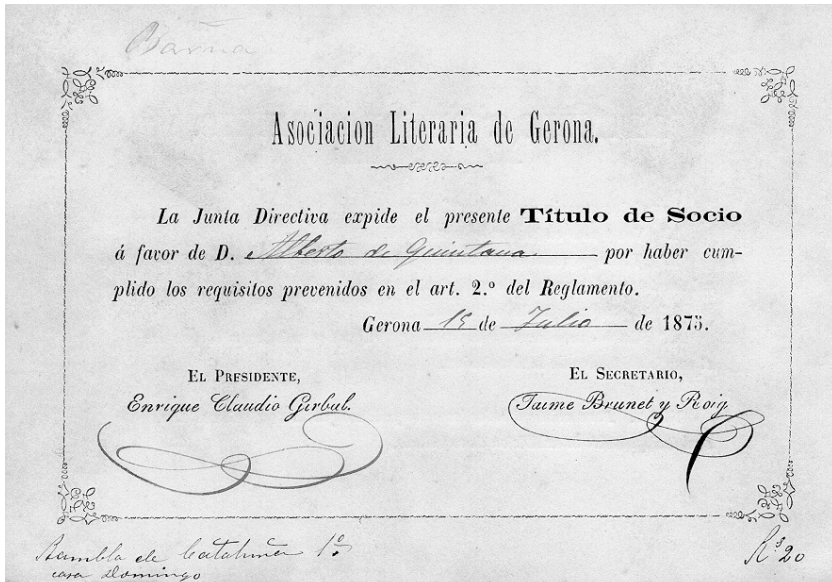 Barna
Asociacion Literaria de Gerona.
La Junta Directiva expide el presente Título de Socio
á favor de D. Alberto de Quintana por haber cum-
plido los requisitos prevenidos en el art. 2.º del Reglamento.
Gerona 15 de Julio de 1875.
EL PRESIDENTE,
Enrique Claudio Girbal.
EL SECRETARIO,
Jaime Brunet y Roig
Rambla de Cataluña 1º
casa Domingo
Rs 20